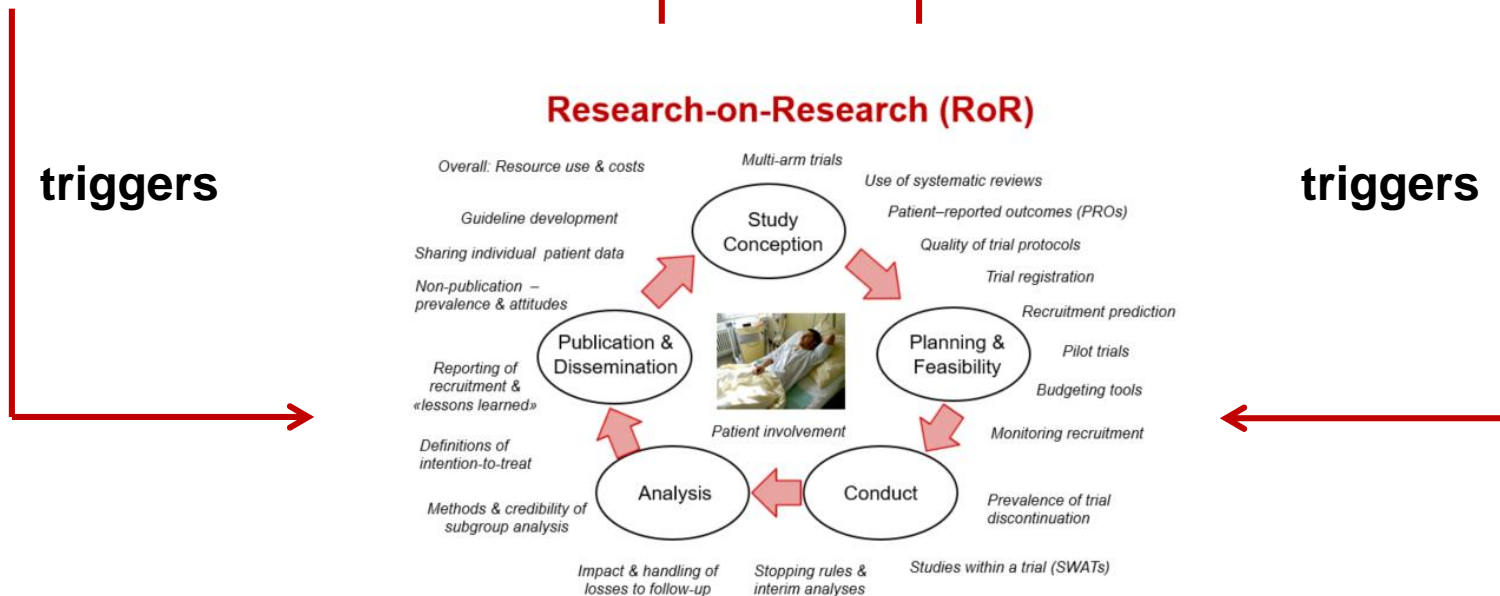 Research-on-Research (RoR)
triggers
triggers
Overall: Resource use & costs
Multi-arm trials
Use of systematic reviews
Patient–reported outcomes (PROs)
Quality of trial protocols
Trial registration
Recruitment prediction
Pilot trials
Budgeting tools
Monitoring recruitment
Prevalence of trial
discontinuation
Studies within a trial (SWATs)
Stopping rules &
interim analyses
Impact & handling of
losses to follow-up
Methods & credibility of
subgroup analysis
Definitions of
intention-to-treat
Reporting of
recruitment &
«lessons learned»
Non-publication –
prevalence & attitudes
Sharing individual patient data
Guideline development
Study
Conception
Planning &
Feasibility
Conduct
Analysis
Publication &
Dissemination
Patient involvement